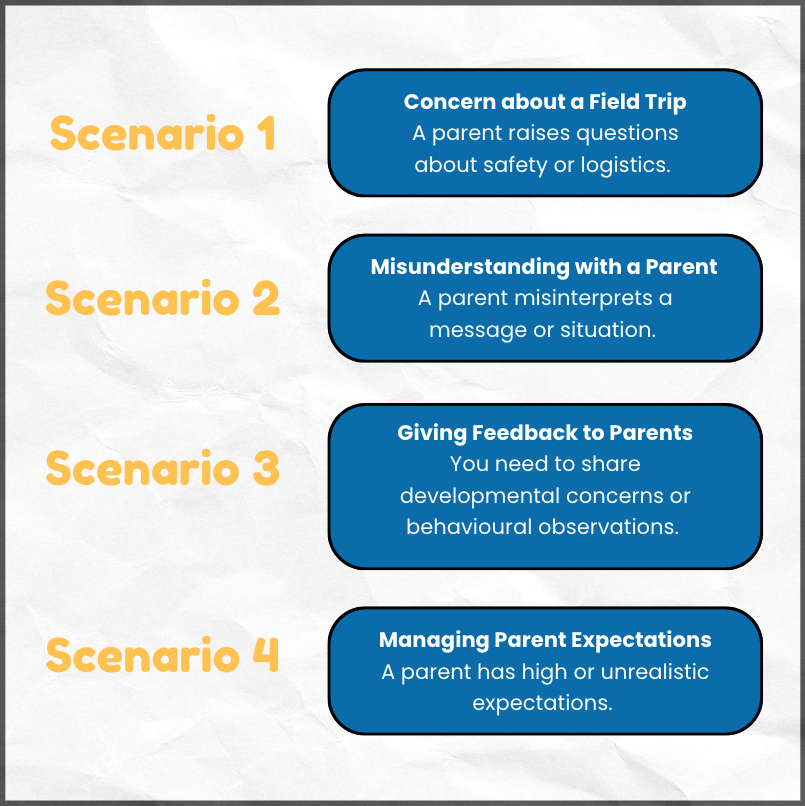 Scenario 1
Concern about a Field Trip
A parent raises questions
about safety or logistics.
Scenario 2
Misunderstanding with a Parent
A parent misinterprets a
message or situation.
Scenario 3
Giving Feedback to Parents
You need to share
developmental concerns or
behavioural observations.
Scenario 4
Managing Parent Expectations
A parent has high or unrealistic
expectations.